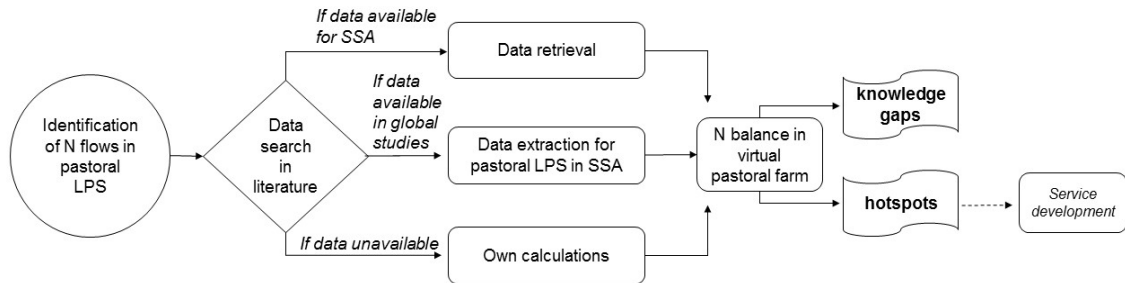 Identification
of N flows in
pastoral
LPS
Data
search in
literature
If data available
for SSA
If data
available
in global
studies
If data unavailable
Data retrieval
Data extraction for
pastoral LPS in SSA
Own calculations
N balance in
virtual
pastoral farm
knowledge
gaps
hotspots
Service
development